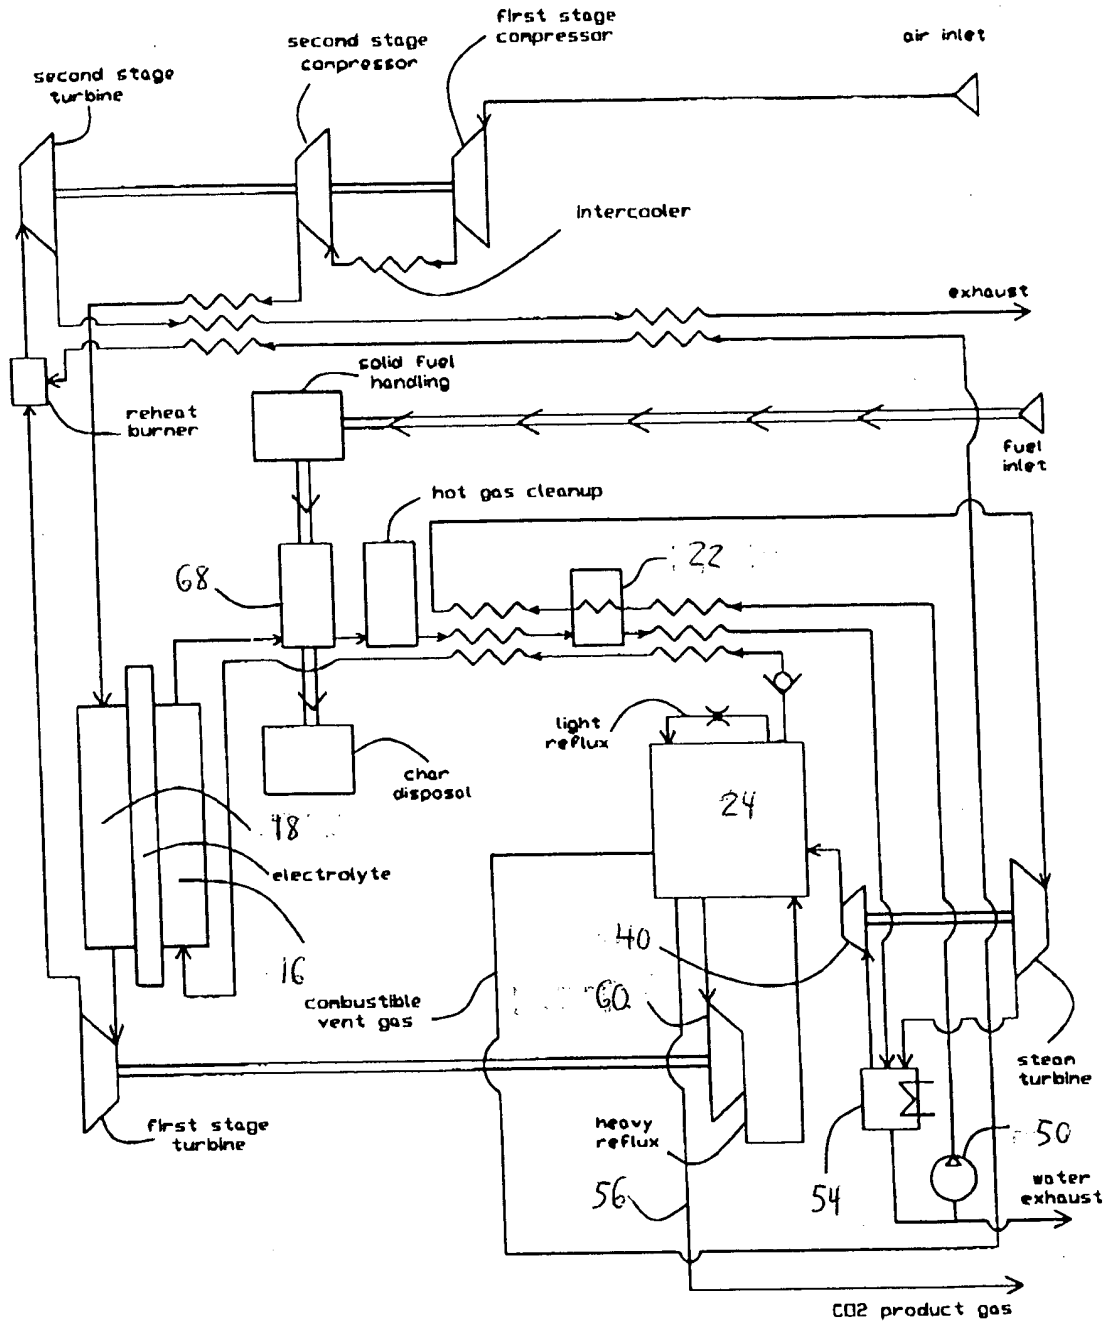 first stage
compressor
air inlet
second stage
compressor
second stage
turbine
intercooler
exhaust
solid fuel
handling
reheat
burner
fuel
inlet
hot gas cleanup
22
68
light
reflux
char
disposal
24
48
electrolyte
40
16
60
combustible
vent gas
steam
turbine
first stage
turbine
heavy
reflux
50
56
54
water
exhaust
CO2 product gas